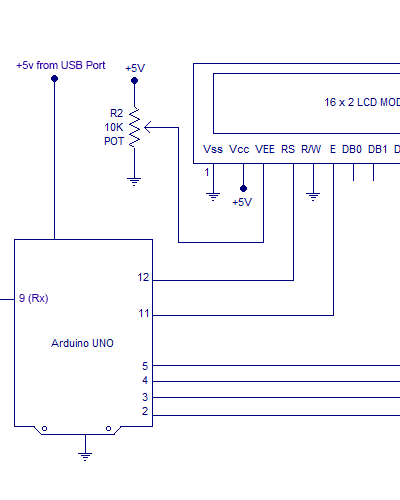 +5v from USB Port
+5V
R2
10K
POT
16 x 2 LCD MOD
Vss Vcc VEE RS R/W E DB0 DB1 D
1
+5V
12
9 (Rx)
11
Arduino UNO
5
4
3
2